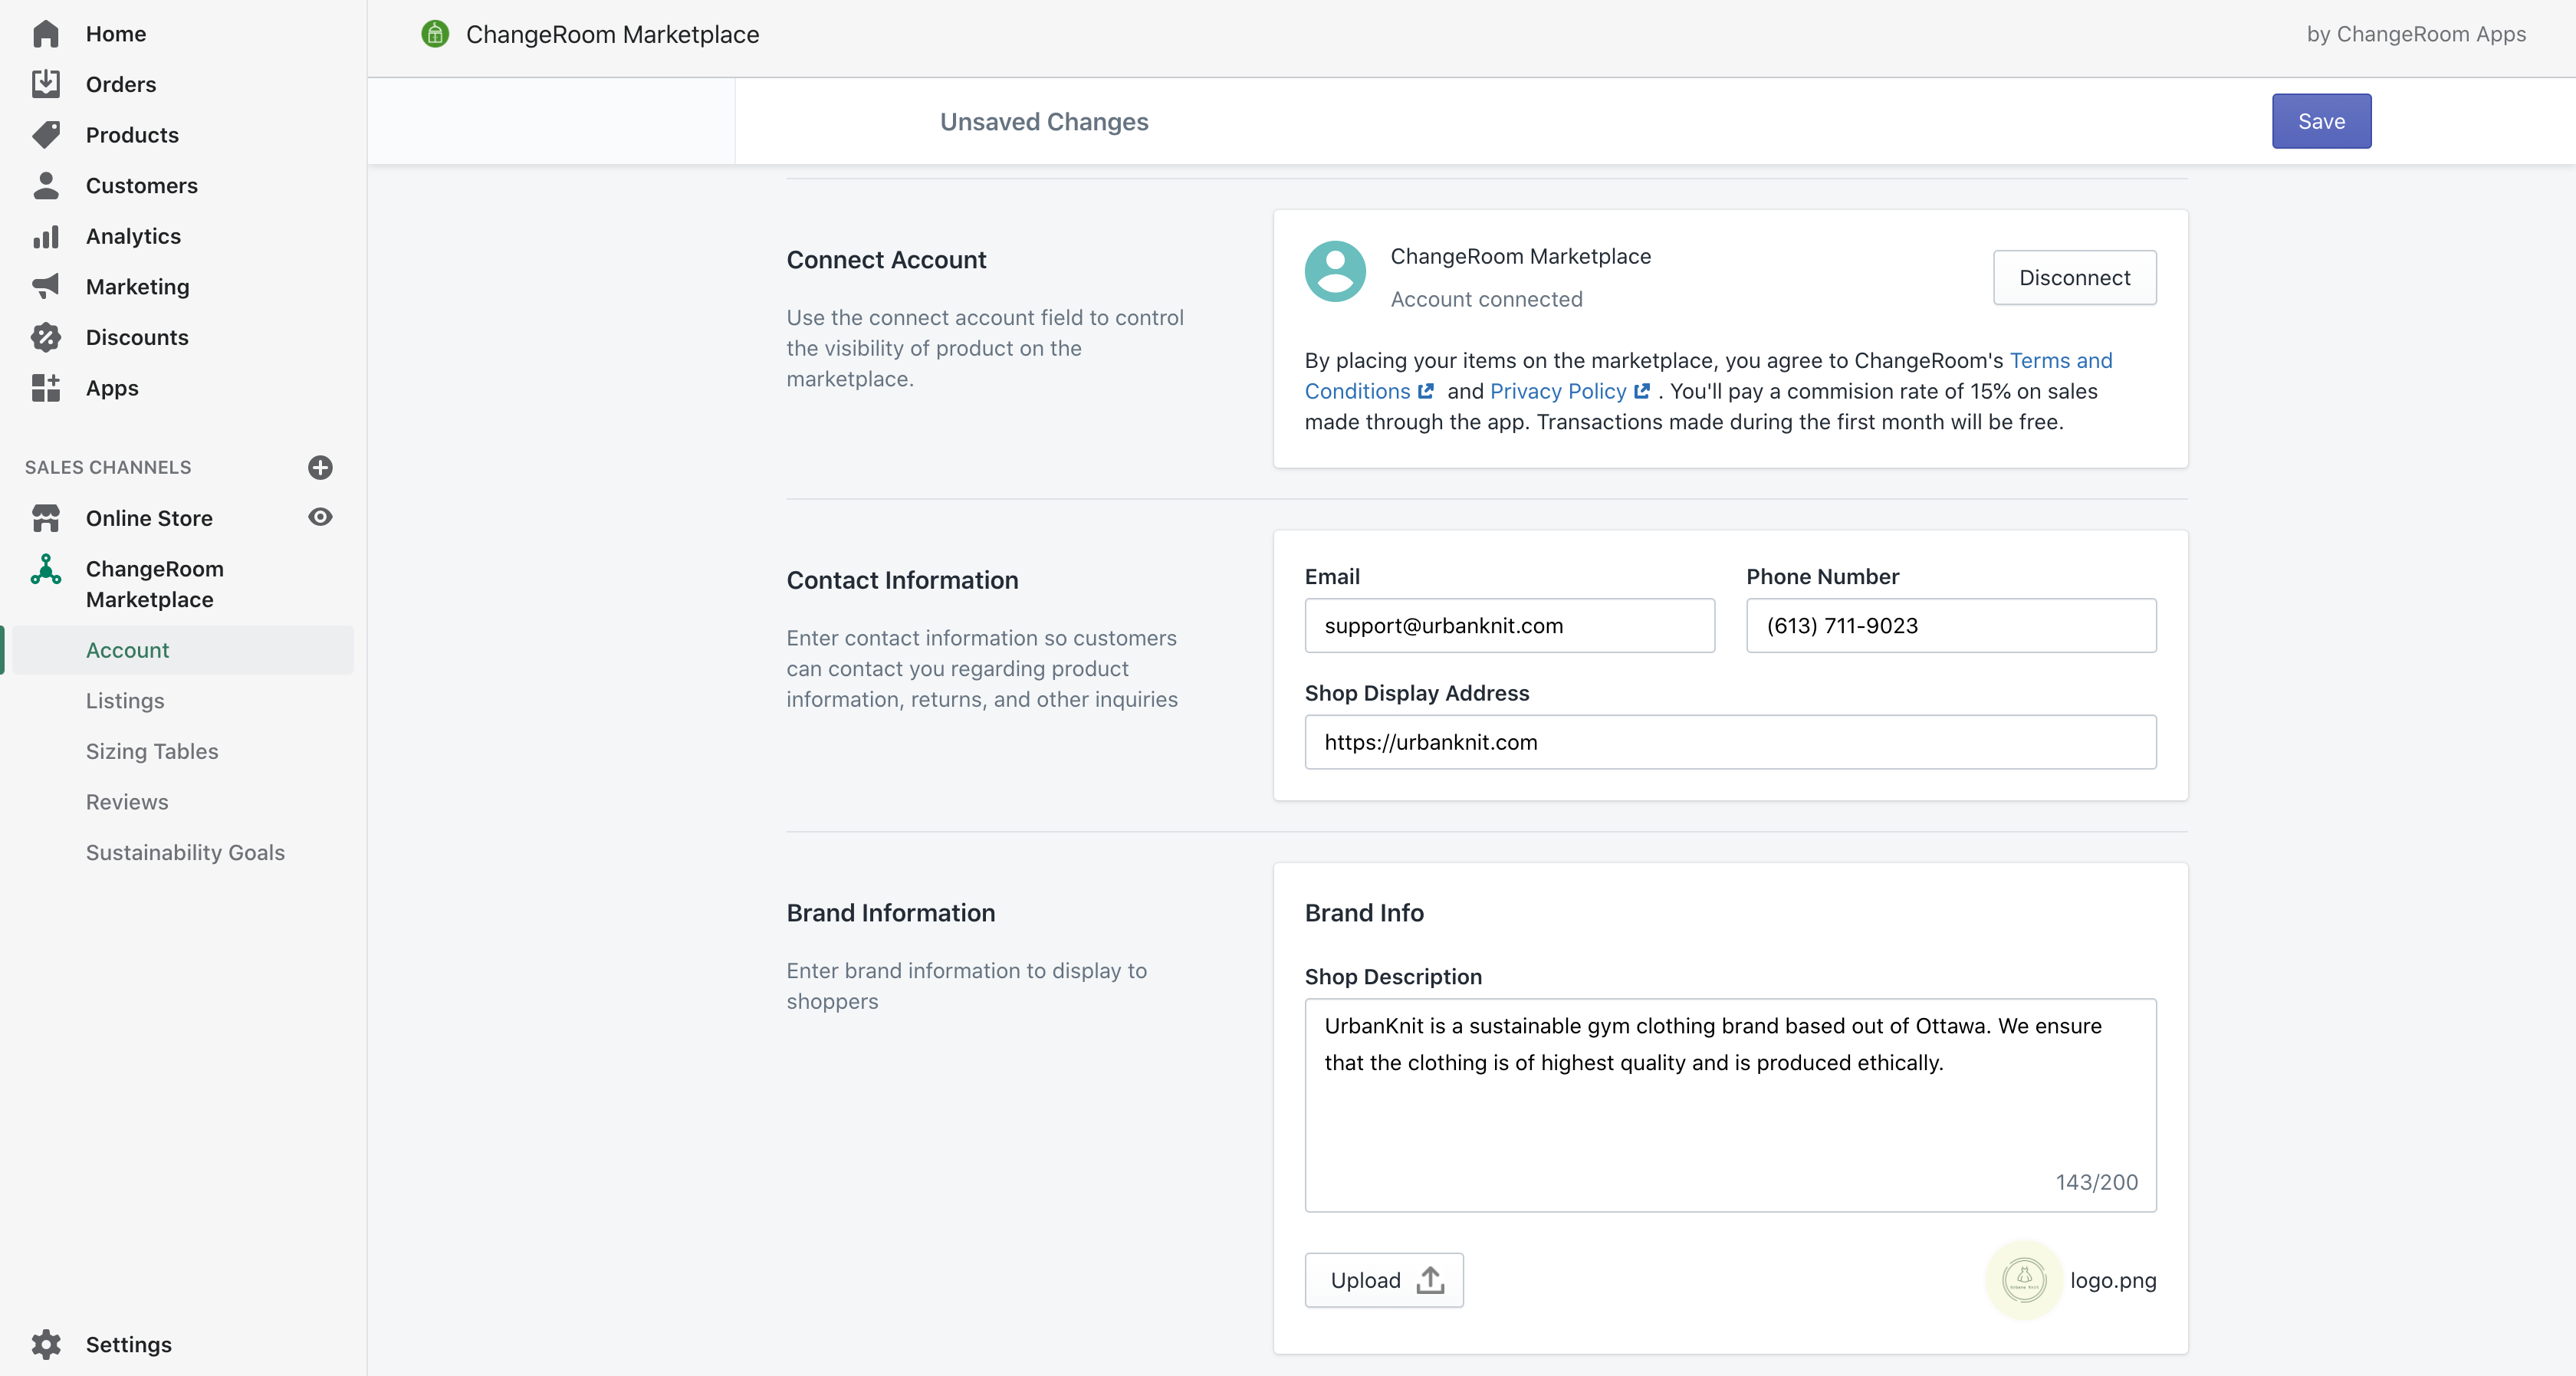 Home
Orders
Products
Customers
Analytics
Marketing
Discounts
Apps
SALES CHANNELS
Online Store
ChangeRoom
Marketplace
Account
Listings
Sizing Tables
Reviews
Sustainability Goals
Settings
ChangeRoom Marketplace
by ChangeRoom Apps
Unsaved Changes
Save
Connect Account
Use the connect account field to control
the visibility of product on the
marketplace.
ChangeRoom Marketplace
Account connected
Disconnect
By placing your items on the marketplace, you agree to ChangeRoom's Terms and
Conditions and Privacy Policy . You'll pay a commision rate of 15% on sales
made through the app. Transactions made during the first month will be free.
Contact Information
Enter contact information so customers
can contact you regarding product
information, returns, and other inquiries
Email
Phone Number
support@urbanknit.com
(613) 711-9023
Shop Display Address
https://urbanknit.com
Brand Information
Enter brand information to display to
shoppers
Brand Info
Shop Description
UrbanKnit is a sustainable gym clothing brand based out of Ottawa. We ensure
that the clothing is of highest quality and is produced ethically.
143/200
Upload
logo.png